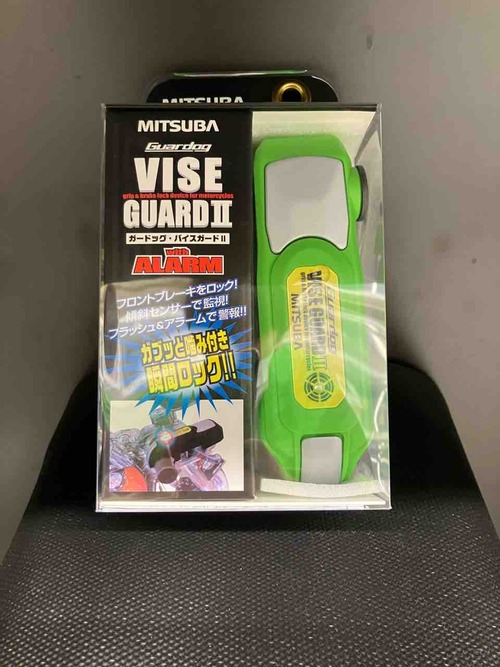 MITSUBA
MITSUBA
Guardog
VISE
grip & brake lock device for motorcycles
GUARD II
ガードッグ・バイスガードII
with
ALARM
フロントブレーキをロック!
傾斜センサーで監視!
フラッシュ&アラームで警報!!
ガブッと噛み付き
瞬間ロック!!
Guardog
VISE GUARD II
MITSUBA